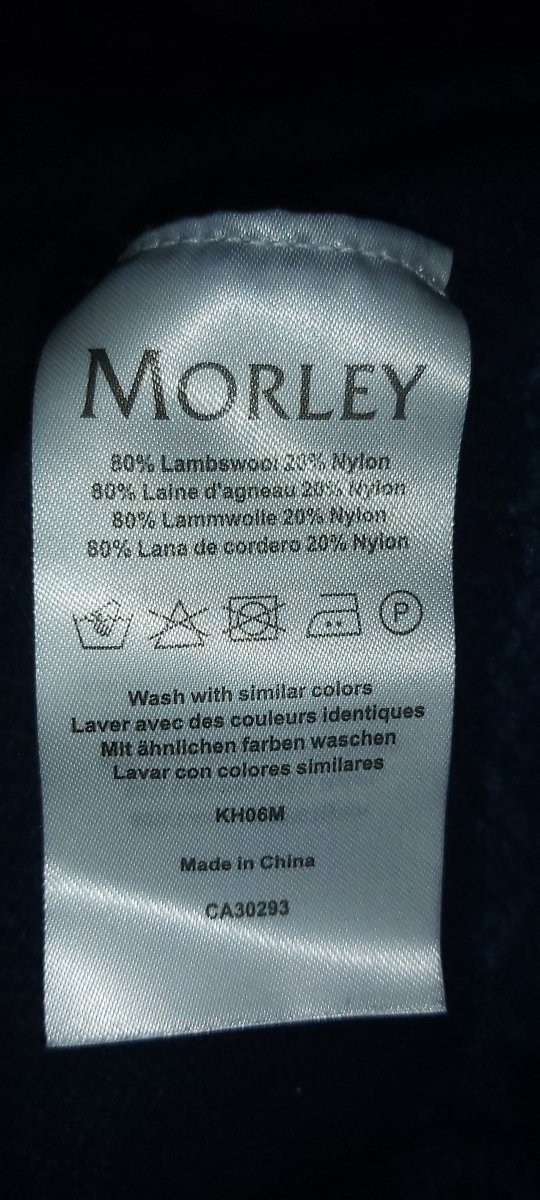 MORLEY
80% Lambswool 20% Nylon
80% Laine d'agneau 20% Nylon
80% Lammwolle 20% Nylon
80% Lana de cordero 20% Nylon
P
Wash with similar colors
Laver avec des couleurs identiques
Mit ähnlichen farben waschen
Lavar con colores similares
KH06M
Made in China
CA30293